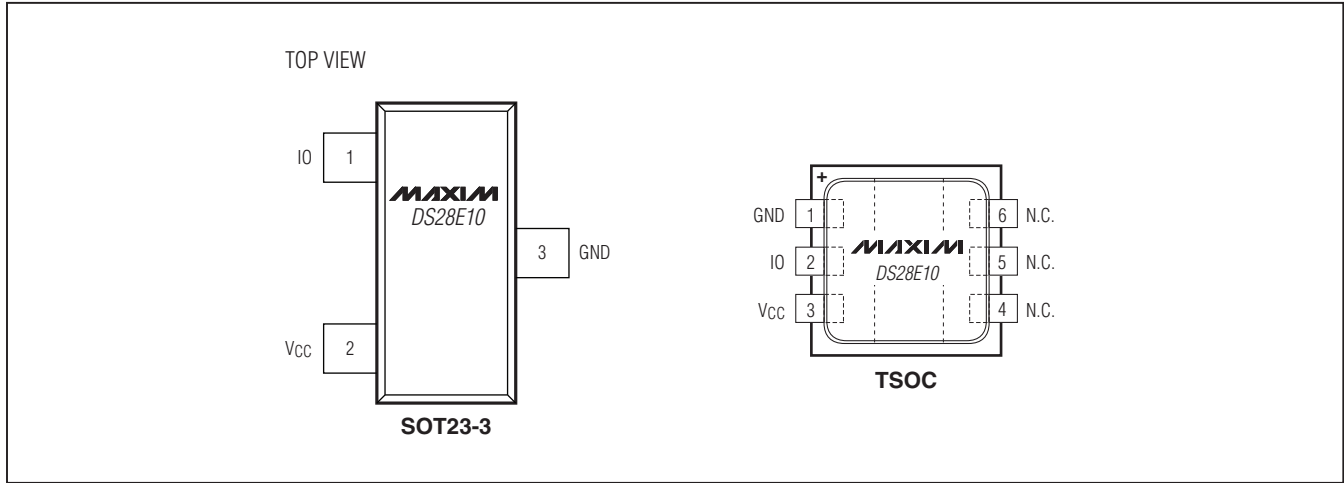 TOP VIEW
IO 1
MAXIM
DS28E10
3 GND
VCC 2
SOT23-3
+
GND 1
6 N.C.
IO 2
MAXIM
DS28E10
5 N.C.
VCC 3
4 N.C.
TSOC